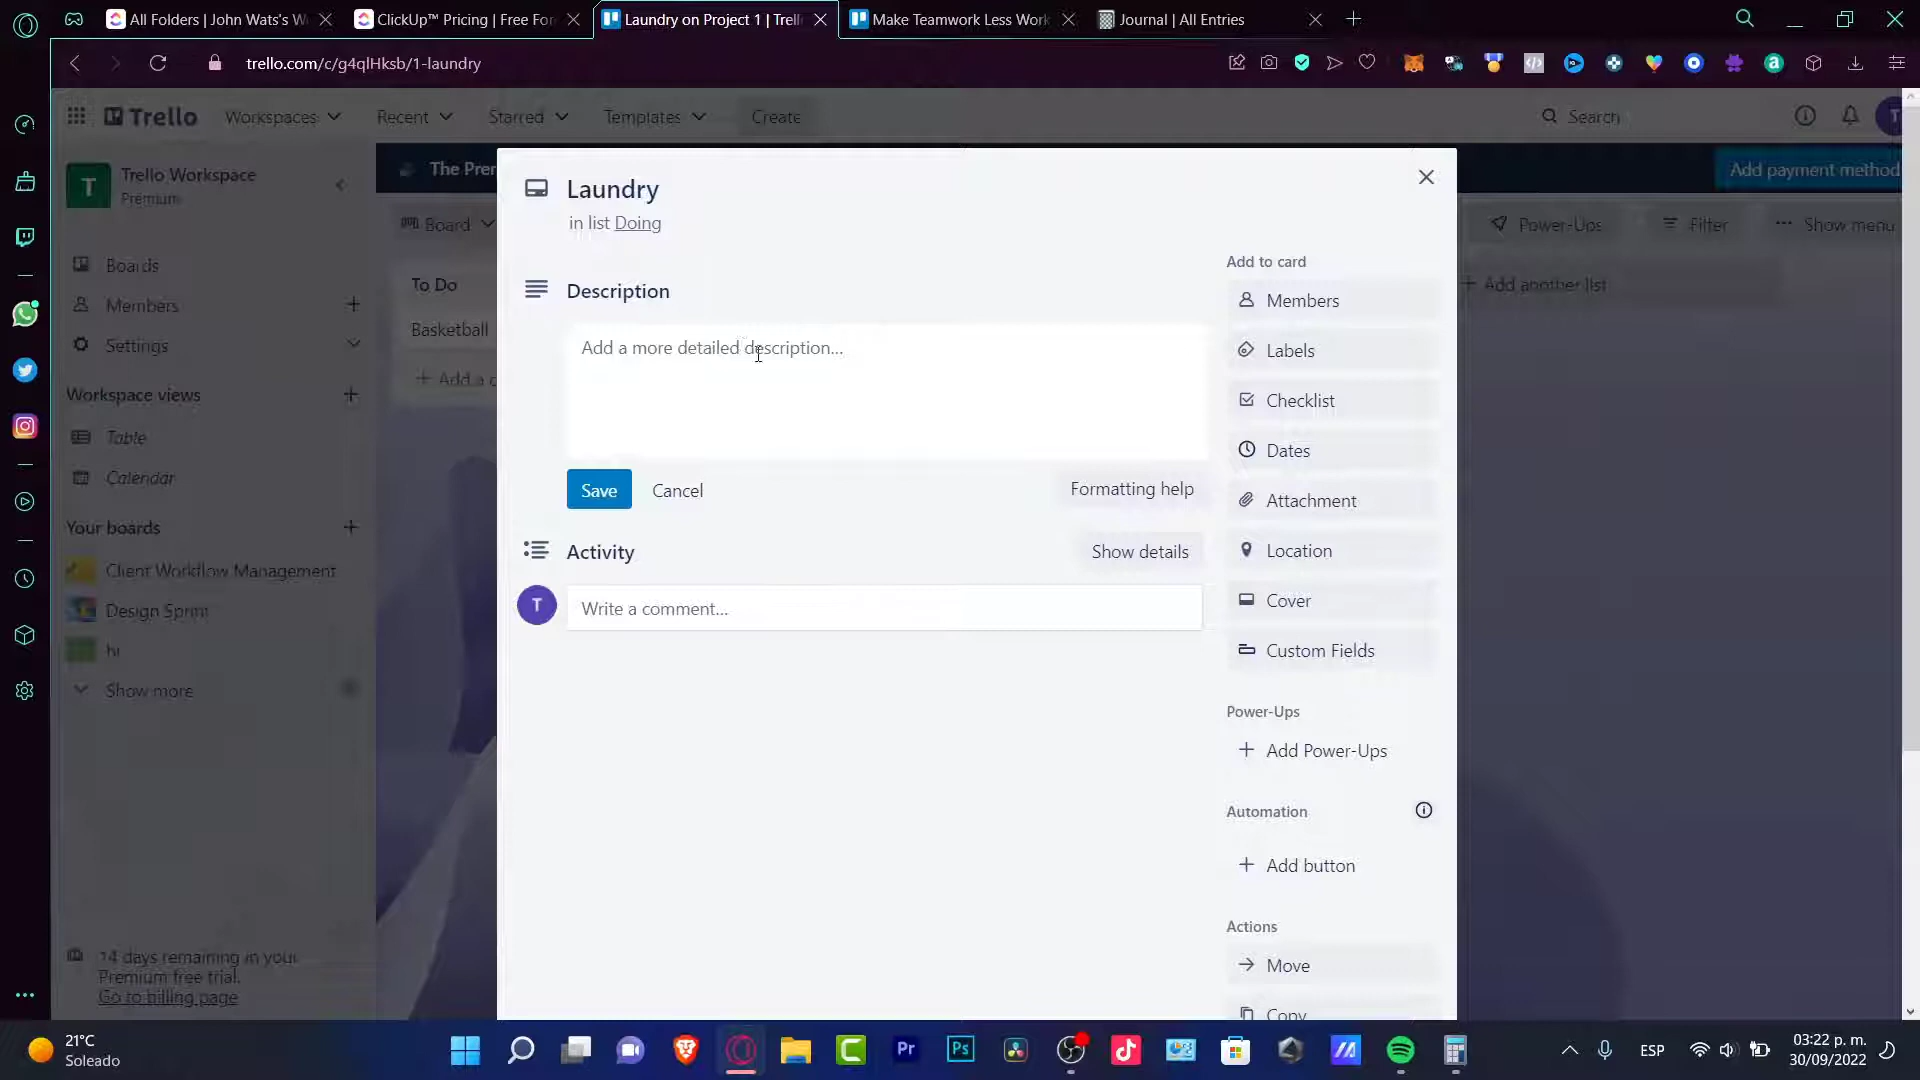 All Folders | John Wats's W
ClickUp™ Pricing | Free For
Laundry on Project 1 | Trell
Make Teamwork Less Work
Journal | All Entries
trello.com/c/g4qlHksb/1-laundry
Trello
Workspaces
Recent
Starred
Templates
Create
Search
T
T
Trello Workspace
Premium
The Prer
Add payment method
Board
Power-Ups
Filter
Show menu
Boards
Members
Settings
Workspace views
Table
Calendar
Your boards
Client Workflow Management
Design Sprint
hi
Show more
14 days remaining in your
Premium free trial.
Go to billing page
To Do
Basketball
Add a c
Add another list
Laundry
in list Doing
Description
Add a more detailed description...
Save
Cancel
Formatting help
Activity
Show details
T
Write a comment...
Add to card
Members
Labels
Checklist
Dates
Attachment
Location
Cover
Custom Fields
Power-Ups
Add Power-Ups
Automation
Add button
Actions
Move
Copy
21°C
Soleado
Pr
Ps
ESP
03:22 p. m.
30/09/2022